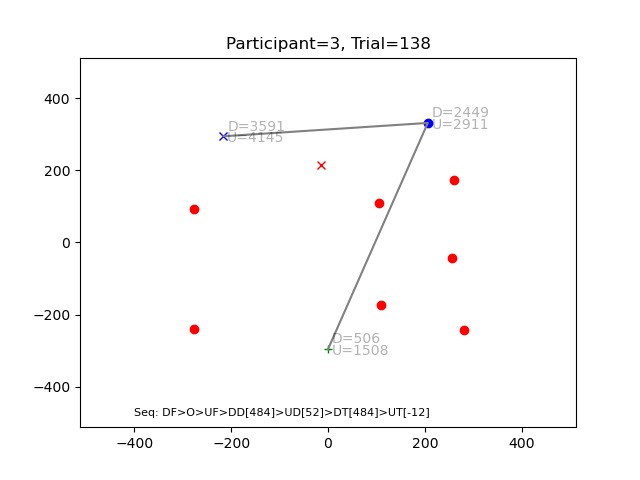 Participant=3, Trial=138
D=2449
U=2911
D=3591
U=4145
D=506
U=1508
Seq: DF>O>UF>DD[484]>UD[52]>DT[484]>UT[-12]
400
200
0
−200
−400
−400 −200 0 200 400